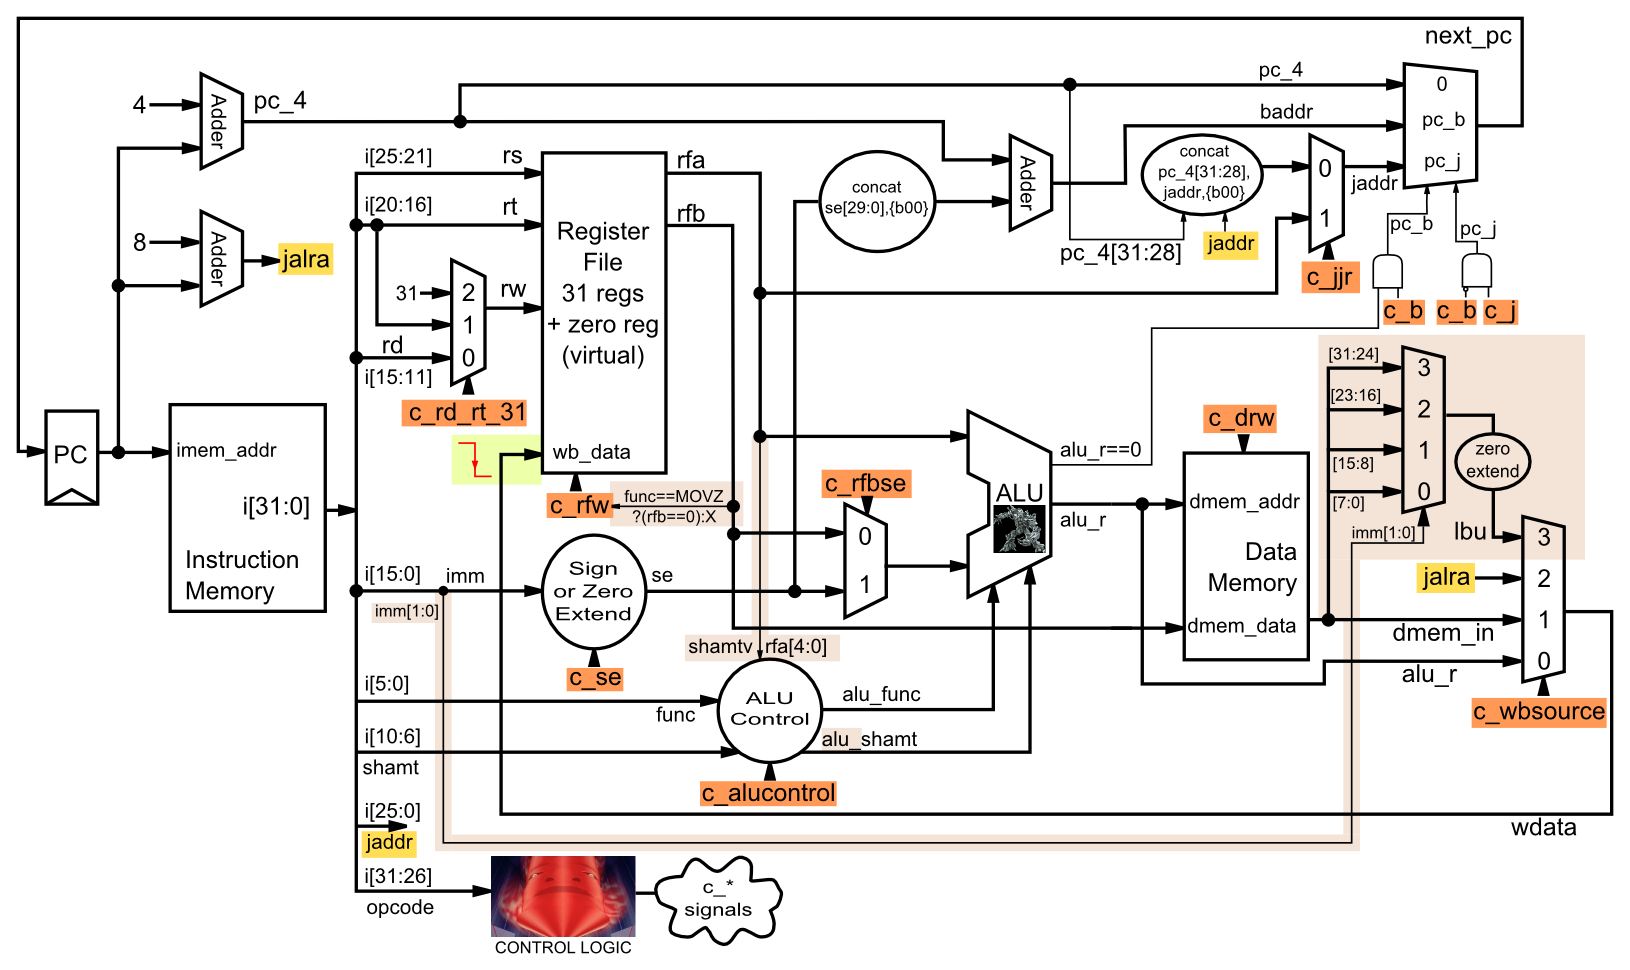 next_pc
4
Adder
pc_4
pc_4
0
baddr
pc_b
pc_j
i[25:21]
rs
rfa
i[20:16]
rt
rfb
Register
File
31 regs
+ zero reg
(virtual)
concat
se[29:0],{b00}
Adder
concat
pc_4[31:28],
jaddr,{b00}
0
1
jaddr
8
Adder
jalra
pc_4[31:28]
jaddr
c_jjr
pc_b
pc_j
c_b
c_b
c_j
31
2
1
0
rw
rd
i[15:11]
c_rd_rt_31
wb_data
c_rfw
func==MOVZ
?(rfb==0):X
PC
imem_addr
i[31:0]
Instruction
Memory
c_rfbse
0
1
ALU
alu_r==0
alu_r
c_drw
dmem_addr
Data
Memory
dmem_data
[31:24]
[23:16]
[15:8]
[7:0]
3
2
1
0
zero
extend
imm[1:0]
lbu
jalra
dmem_in
alu_r
3
2
1
0
c_wbsource
i[15:0]
imm
imm[1:0]
Sign
or Zero
Extend
se
c_se
shamtv
rfa[4:0]
i[5:0]
func
ALU
Control
alu_func
alu_shamt
i[10:6]
shamt
c_alucontrol
i[25:0]
jaddr
wdata
i[31:26]
opcode
CONTROL LOGIC
c_*
signals